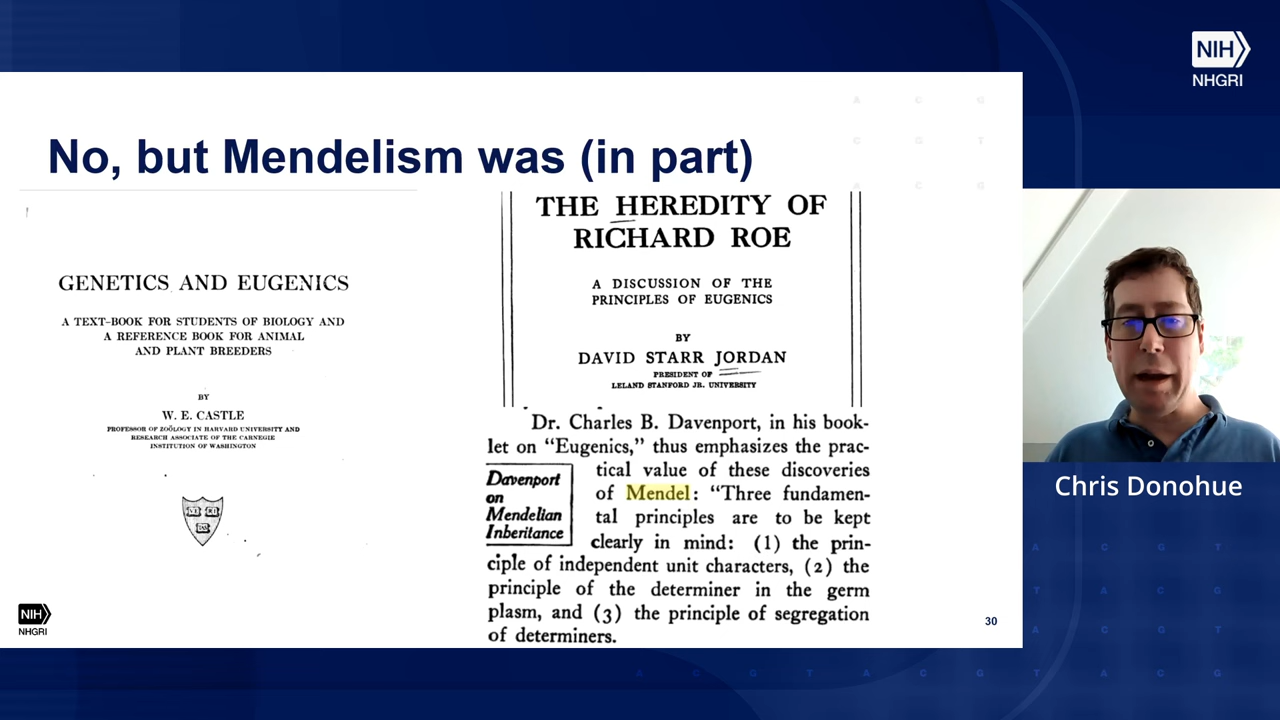 NIH
NHGRI
No, but Mendelism was (in part)
GENETICS AND EUGENICS
A TEXT-BOOK FOR STUDENTS OF BIOLOGY AND
A REFERENCE BOOK FOR ANIMAL
AND PLANT BREEDERS
BY
W. E. CASTLE
PROFESSOR OF ZOÖLOGY IN HARVARD UNIVERSITY AND
RESEARCH ASSOCIATE OF THE CARNEGIE
INSTITUTION OF WASHINGTON
THE HEREDITY OF
RICHARD ROE
A DISCUSSION OF THE
PRINCIPLES OF EUGENICS
BY
DAVID STARR JORDAN
PRESIDENT OF
LELAND STANFORD JR. UNIVERSITY
Dr. Charles B. Davenport, in his book-
let on "Eugenics," thus emphasizes the prac-
tical value of these discoveries
of Mendel: "Three fundamen-
tal principles are to be kept
clearly in mind: (1) the prin-
ciple of independent unit characters, (2) the
principle of the determiner in the germ
plasm, and (3) the principle of segregation
of determiners.
Davenport
on
Mendelian
Inheritance
NIH
NHGRI
30
Chris Donohue